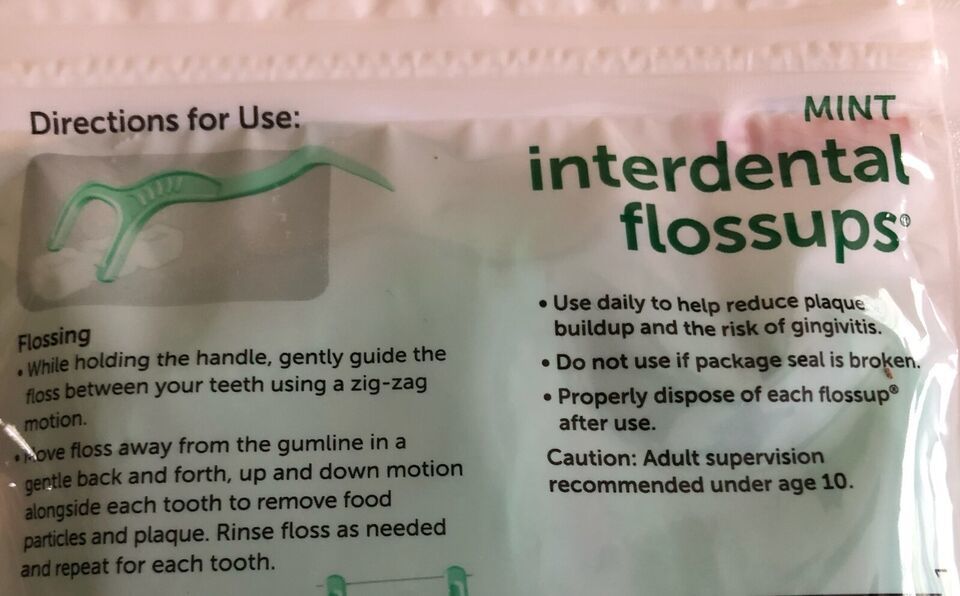 Directions for Use:
Flossing
• While holding the handle, gently guide the
floss between your teeth using a zig-zag
motion.
• Move floss away from the gumline in a
gentle back and forth, up and down motion
alongside each tooth to remove food
particles and plaque. Rinse floss as needed
and repeat for each tooth.
MINT
interdental
flossups®
• Use daily to help reduce plaque
buildup and the risk of gingivitis.
• Do not use if package seal is broken.
• Properly dispose of each flossup®
after use.
Caution: Adult supervision
recommended under age 10.